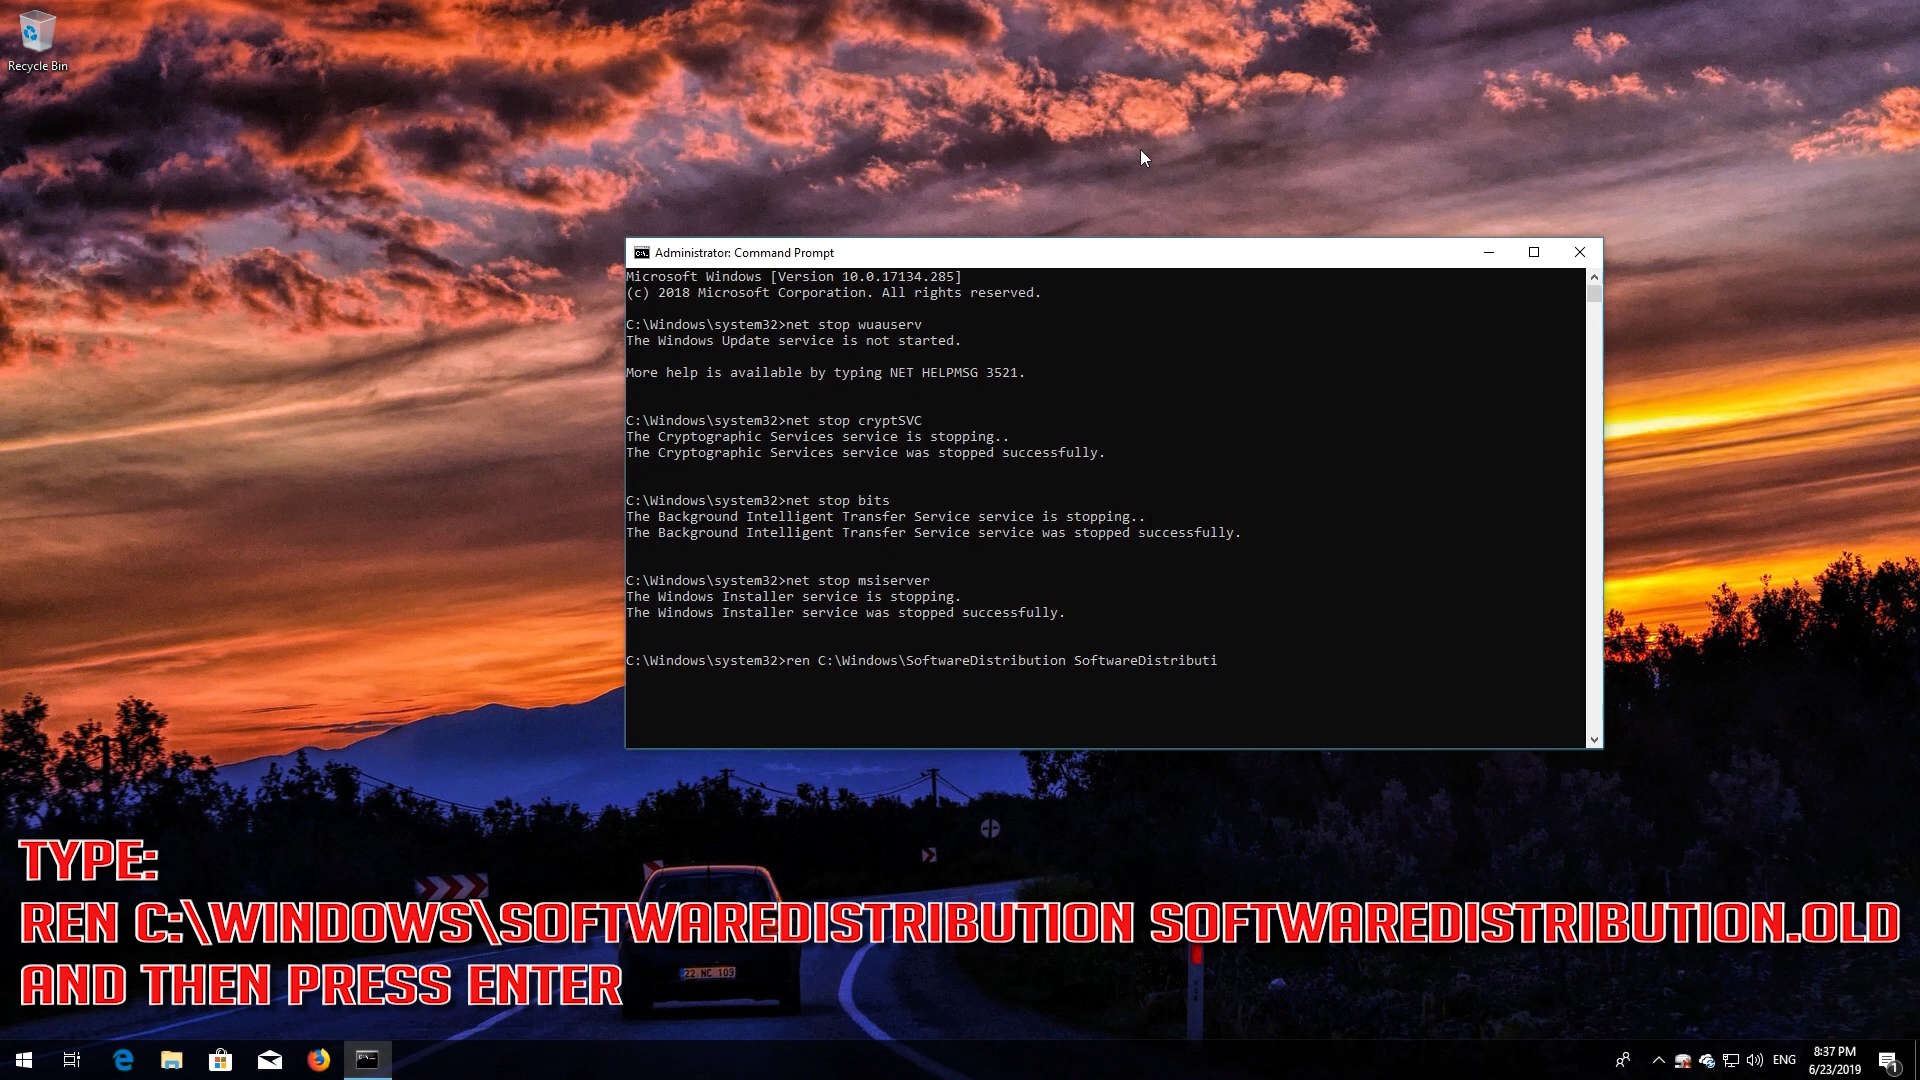 Recycle Bin
Administrator: Command Prompt
Microsoft Windows [Version 10.0.17134.285]
(c) 2018 Microsoft Corporation. All rights reserved.
C:\Windows\system32>net stop wuauserv
The Windows Update service is not started.
More help is available by typing NET HELPMSG 3521.
C:\Windows\system32>net stop cryptSVC
The Cryptographic Services service is stopping..
The Cryptographic Services service was stopped successfully.
C:\Windows\system32>net stop bits
The Background Intelligent Transfer Service service is stopping..
The Background Intelligent Transfer Service service was stopped successfully.
C:\Windows\system32>net stop msiserver
The Windows Installer service is stopping.
The Windows Installer service was stopped successfully.
C:\Windows\system32>ren C:\Windows\SoftwareDistribution SoftwareDistributi
TYPE:
REN C:\WINDOWS\SOFTWAREDISTRIBUTION SOFTWAREDISTRIBUTION.OLD
AND THEN PRESS ENTER
22 NC 109
ENG
8:37 PM
6/23/2019
1